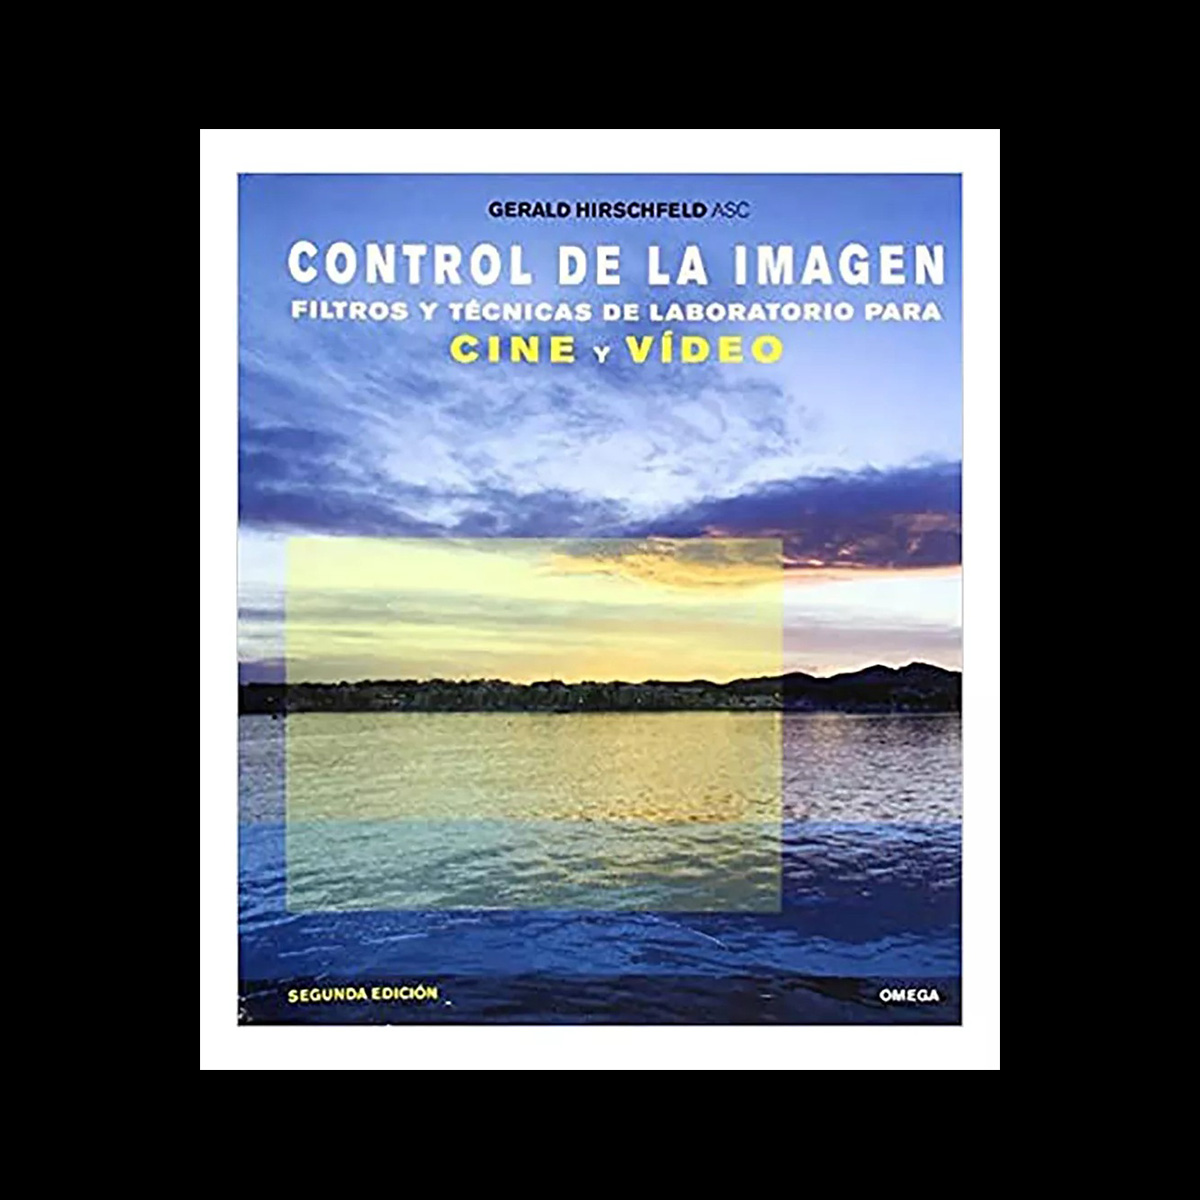 GERALD HIRSCHFELD ASC
CONTROL DE LA IMAGEN
FILTROS Y TÉCNICAS DE LABORATORIO PARA
CINE Y VÍDEO
SEGUNDA EDICIÓN
OMEGA